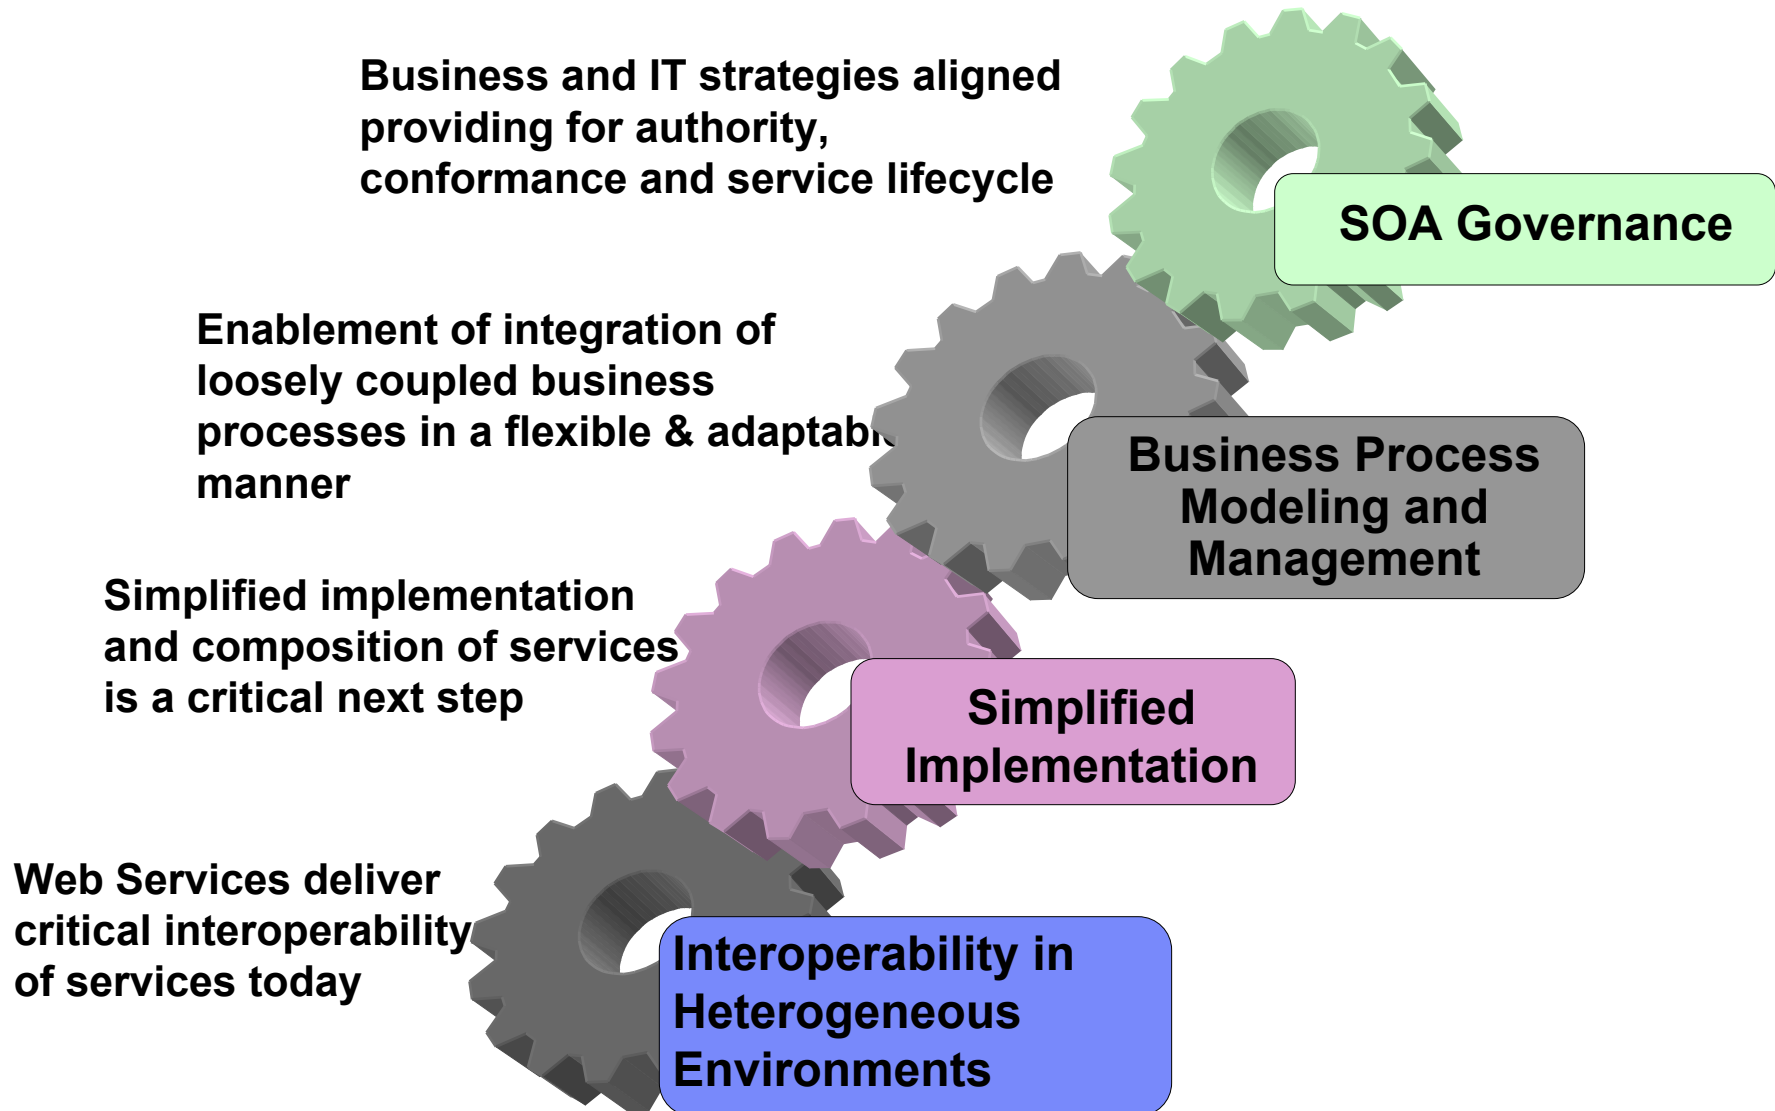 Business and IT strategies aligned
providing for authority,
conformance and service lifecycle
SOA Governance
Enablement of integration of
loosely coupled business
processes in a flexible & adaptable
manner
Business Process
Modeling and
Management
Simplified implementation
and composition of services
is a critical next step
Simplified
Implementation
Web Services deliver
critical interoperability
of services today
Interoperability in
Heterogeneous
Environments